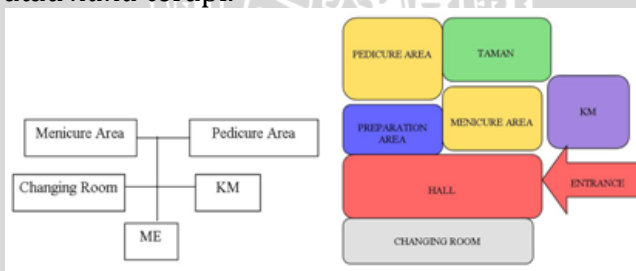 Menicure Area
Pedicure Area
Changing Room
KM
ME
PEDICURE AREA
TAMAN
KM
PREPARATION
AREA
MENICURE AREA
HALL
ENTRANCE
CHANGING ROOM